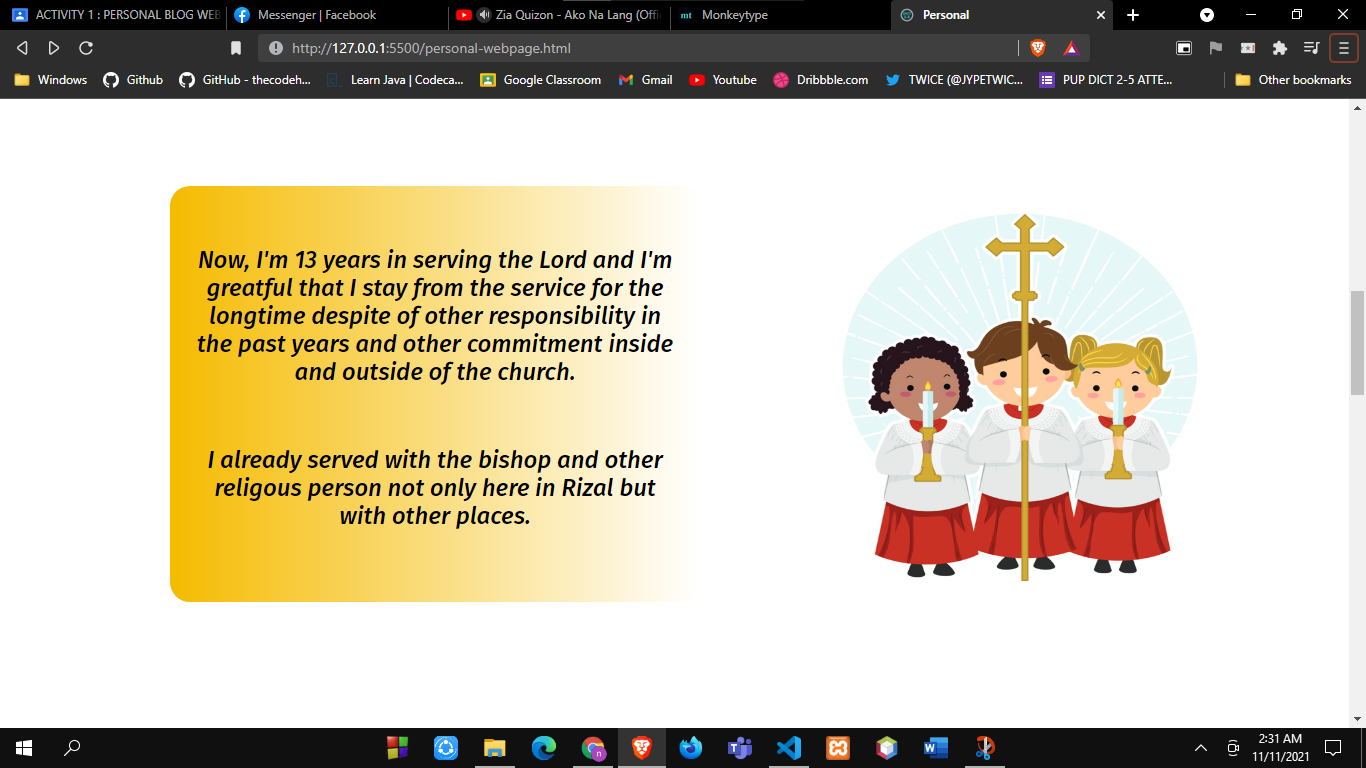 ACTIVITY 1 : PERSONAL BLOG WEB
Messenger | Facebook
Zia Quizon - Ako Na Lang (Offi
mt
Monkeytype
Personal
http://127.0.0.1:5500/personal-webpage.html
Windows
Github
GitHub - thecodeh...
Learn Java | Codeca...
Google Classroom
Gmail
Youtube
Dribbble.com
TWICE (@JYPETWIC...
PUP DICT 2-5 ATTE...
Other bookmarks
Now, I'm 13 years in serving the Lord and I'm
greatful that I stay from the service for the
longtime despite of other responsibility in
the past years and other commitment inside
and outside of the church.
I already served with the bishop and other
religous person not only here in Rizal but
with other places.
n
2:31 AM
11/11/2021